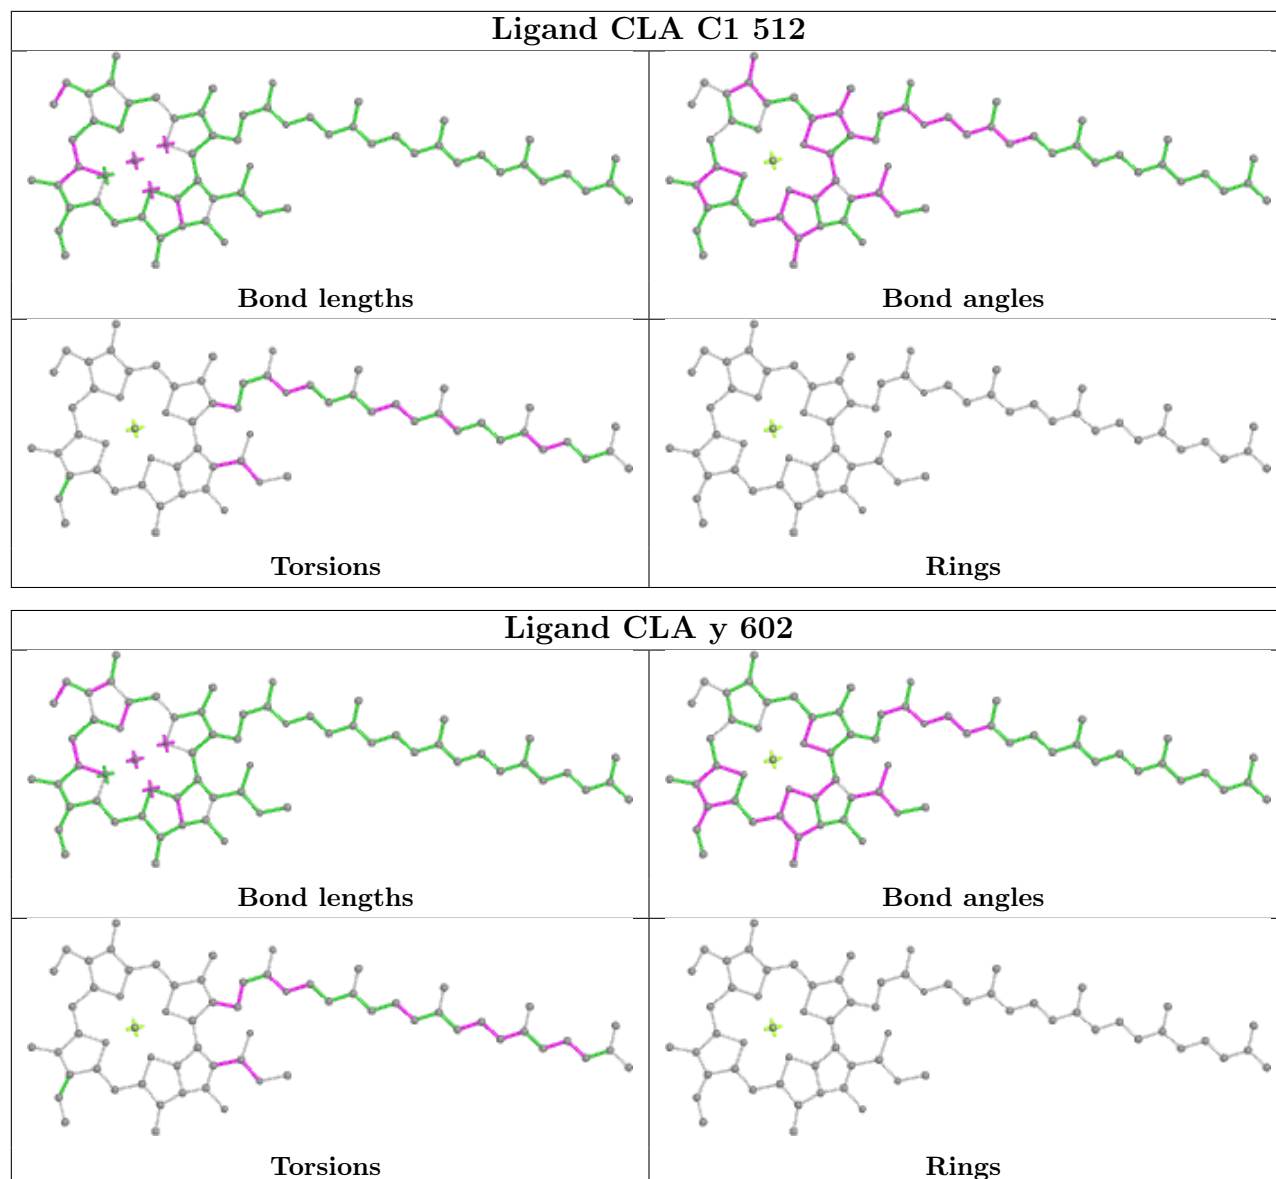 Ligand CLA C1 512
Bond lengths
Bond angles
Torsions
Rings
Ligand CLA y 602
Bond lengths
Bond angles
Torsions
Rings